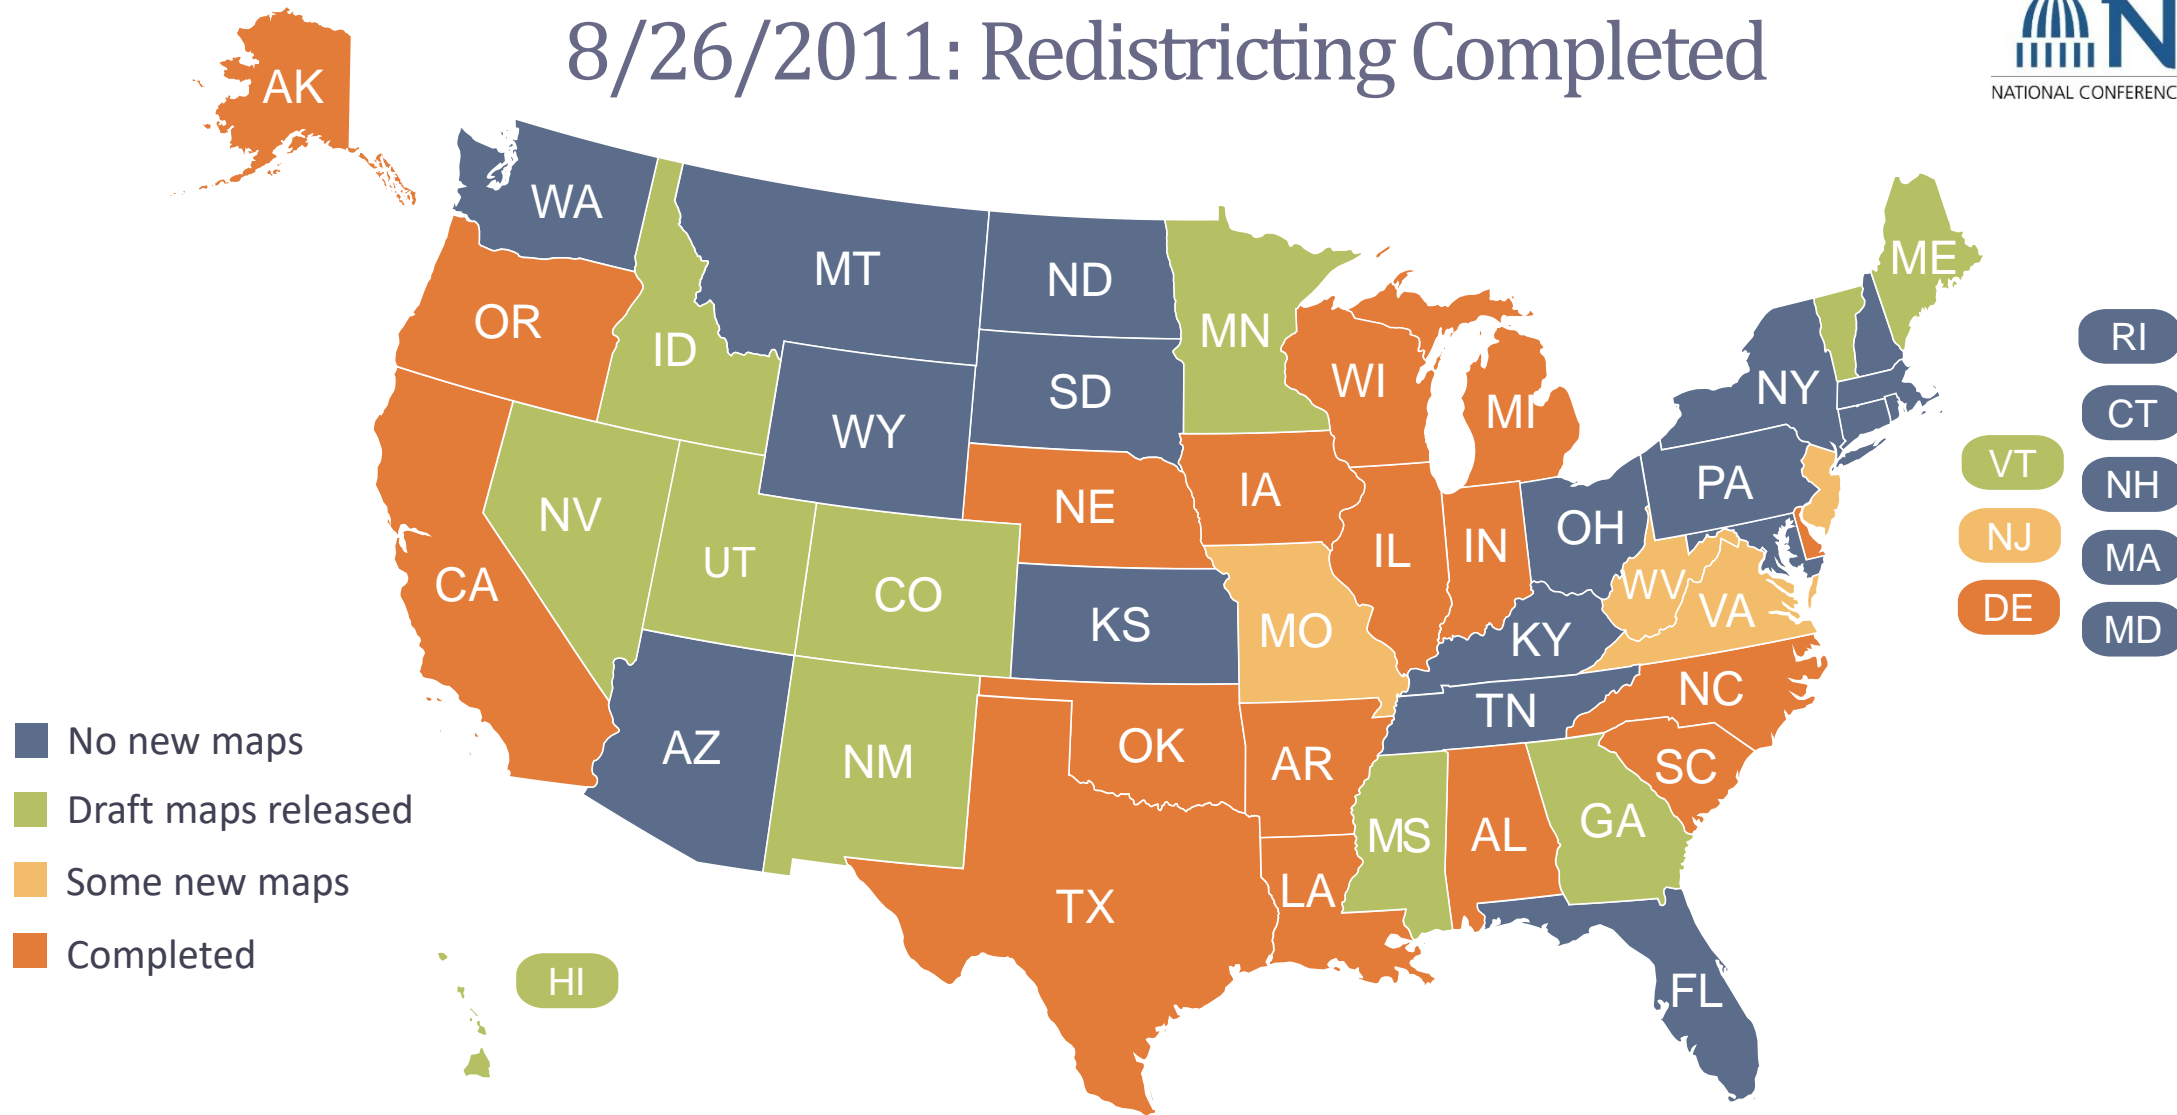 8/26/2011: Redistricting Completed
N
NATIONAL CONFERENC
AK
WA
MT
ND
MN
ME
OR
ID
SD
WI
MI
NY
RI
WY
CT
VT
NH
NV
NE
IA
PA
NJ
MA
UT
CO
IL
IN
OH
WV
VA
DE
MD
CA
KS
MO
KY
NC
TN
AZ
NM
OK
AR
SC
MS
AL
GA
TX
LA
FL
HI
No new maps
Draft maps released
Some new maps
Completed